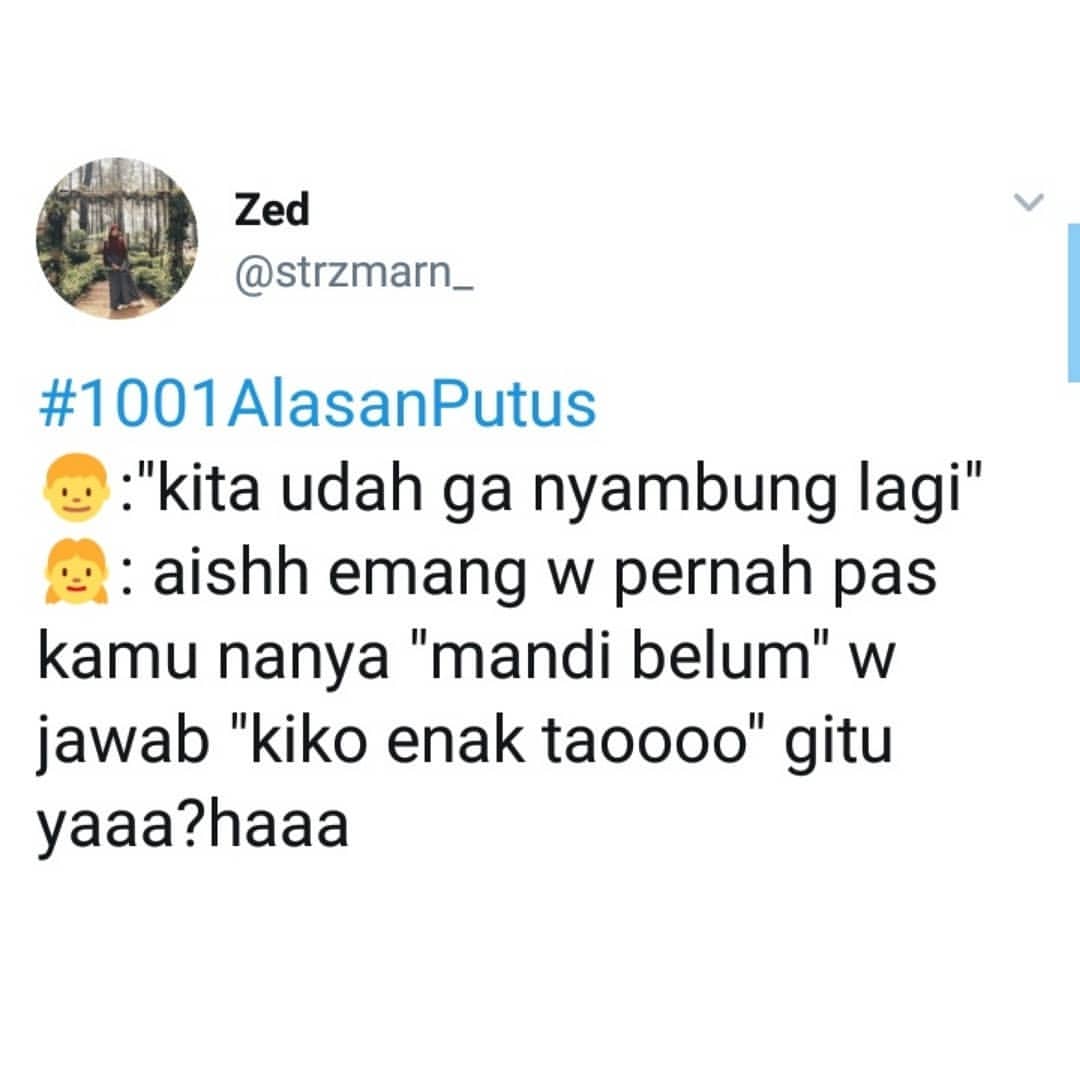 Zed
@strzmarn_
#1001AlasanPutus
👦:"kita udah ga nyambung lagi"
👧: aishh emang w pernah pas
kamu nanya "mandi belum" w
jawab "kiko enak taoooo" gitu
yaaa?haaa